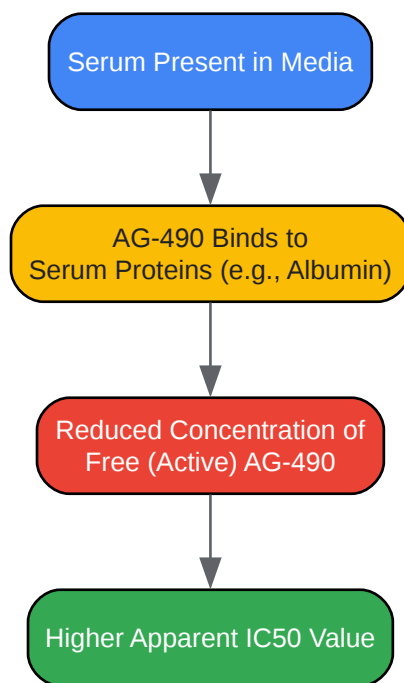 Serum Present in Media
AG-490 Binds to
Serum Proteins (e.g., Albumin)
Reduced Concentration of
Free (Active) AG-490
Higher Apparent IC50 Value